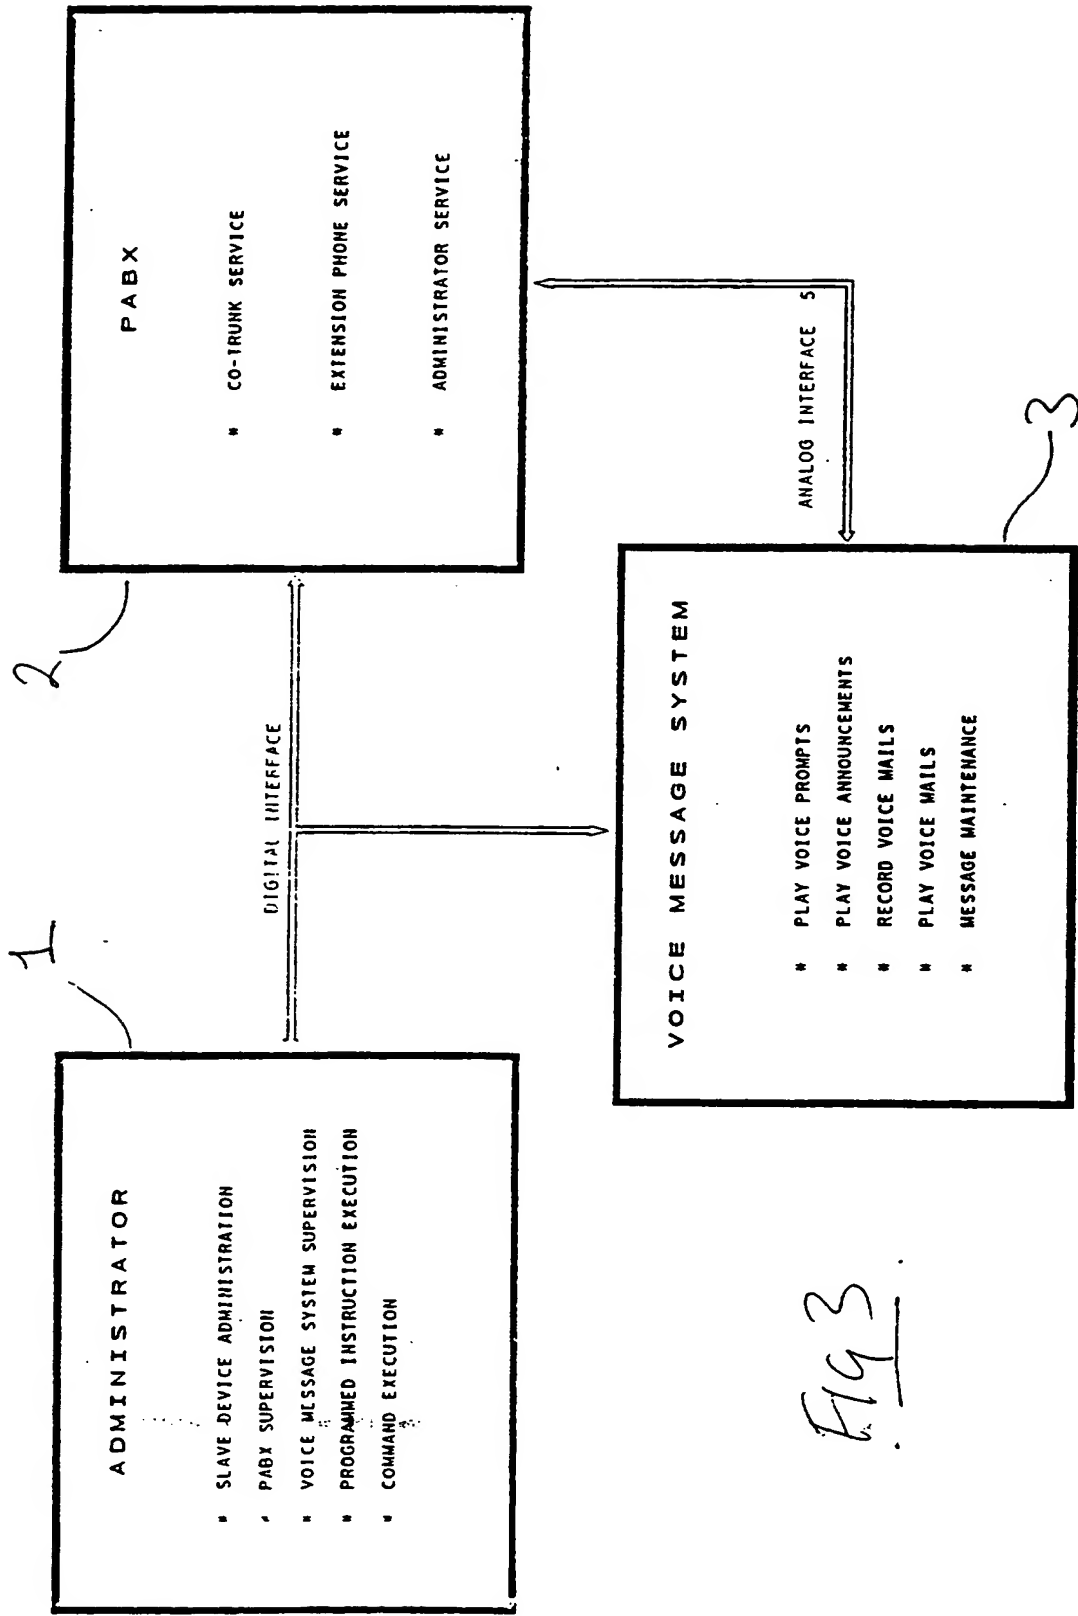 1
ADMINISTRATOR
* SLAVE DEVICE ADMINISTRATION
* PABX SUPERVISION
* VOICE MESSAGE SYSTEM SUPERVISION
* PROGRAMMED INSTRUCTION EXECUTION
* COMMAND EXECUTION
DIGITAL INTERFACE
2
PABX
* CO-TRUNK SERVICE
* EXTENSION PHONE SERVICE
* ADMINISTRATOR SERVICE
ANALOG INTERFACE 5
VOICE MESSAGE SYSTEM
* PLAY VOICE PROMPTS
* PLAY VOICE ANNOUNCEMENTS
* RECORD VOICE MAILS
* PLAY VOICE MAILS
* MESSAGE MAINTENANCE
3
Fig 3